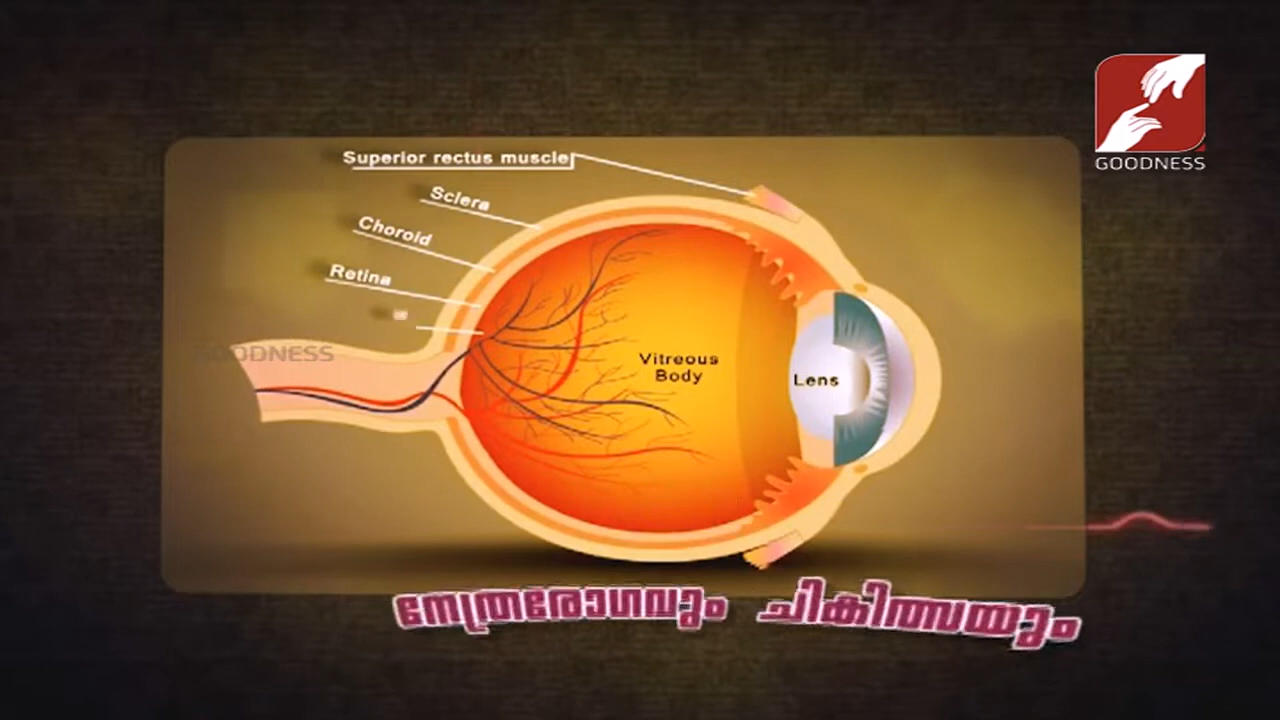 GOODNESS
Superior rectus muscle
Sclera
Choroid
Retina
GOODNESS
Vitreous
Body
Lens
നേത്രരോഗവും ചികിത്സയും